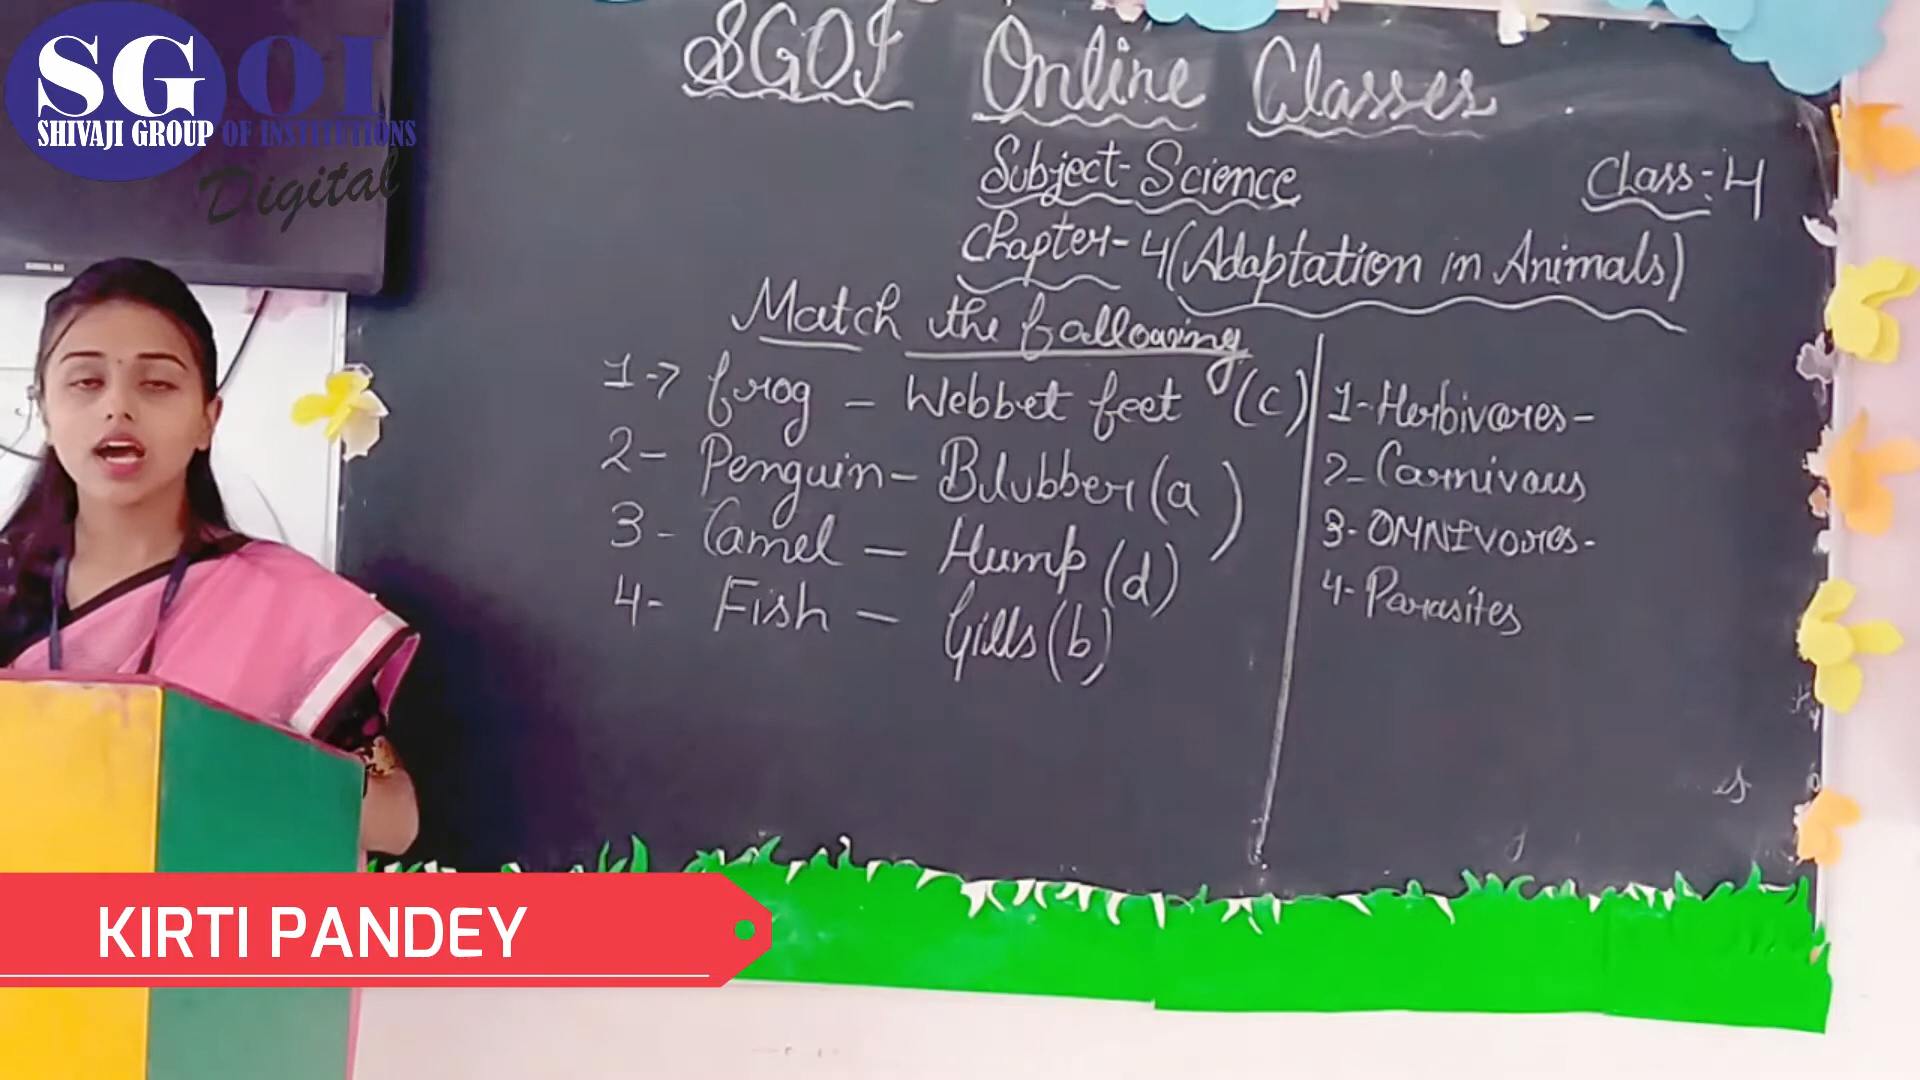 SGOI
SHIVAJI GROUP OF INSTITUTIONS
Digital
SGOI Online Classes
Subject-Science
Class:4
Chapter-4(Adaptation in Animals)
Match the following
1-> frog - Webbet feet (c)
2- Penguin- Blubber (a)
3- Camel - Hump (d)
4- Fish - Gills (b)
1-Herbivores-
2- Carnivous
3-OMNIVores-
4-Parasites
KIRTI PANDEY